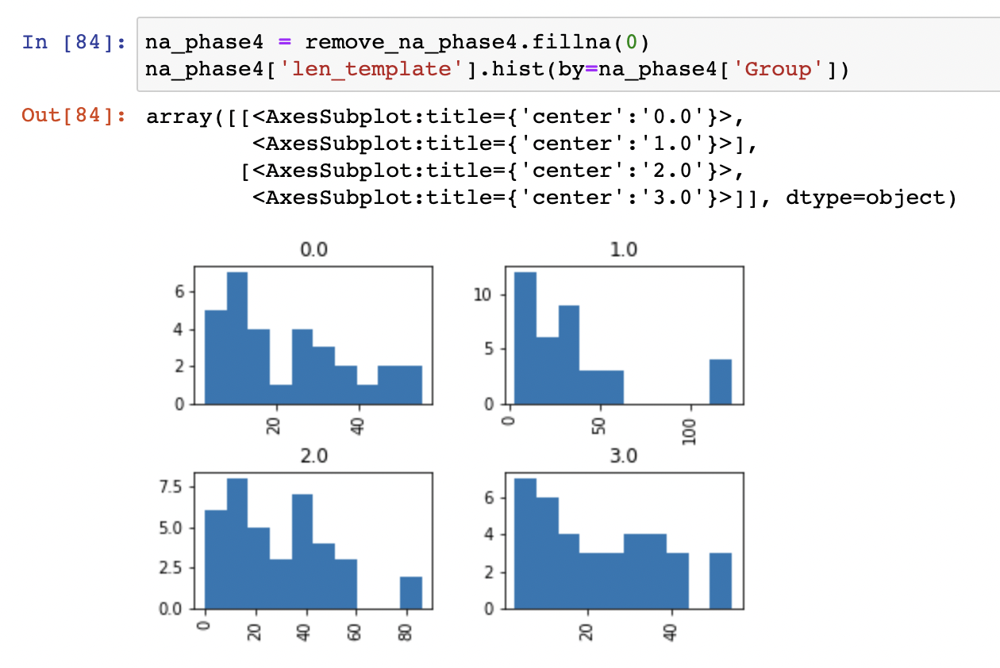 In [84]: na_phase4 = remove_na_phase4.fillna(0)
na_phase4['len_template'].hist(by=na_phase4['Group'])
Out[84]: array([[<AxesSubplot:title={'center':'0.0'}>,
<AxesSubplot:title={'center':'1.0'}>],
[<AxesSubplot:title={'center':'2.0'}>,
<AxesSubplot:title={'center':'3.0'}>]], dtype=object)
0.0
6
4
2
0
20 40
1.0
10
5
0
0 50 100
2.0
7.5
5.0
2.5
0.0
0 20 40 60 80
3.0
6
4
2
0
20 40